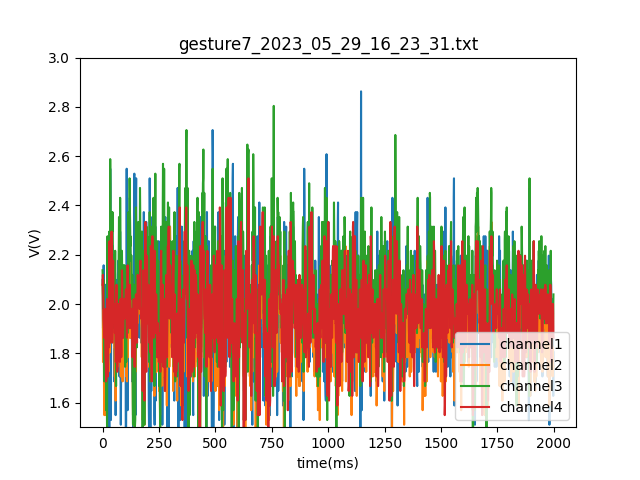 gesture7_2023_05_29_16_23_31.txt
3.0
2.8
2.6
2.4
2.2
2.0
1.8
1.6
V(V)
channel1
channel2
channel3
channel4
0 250 500 750 1000 1250 1500 1750 2000
time(ms)